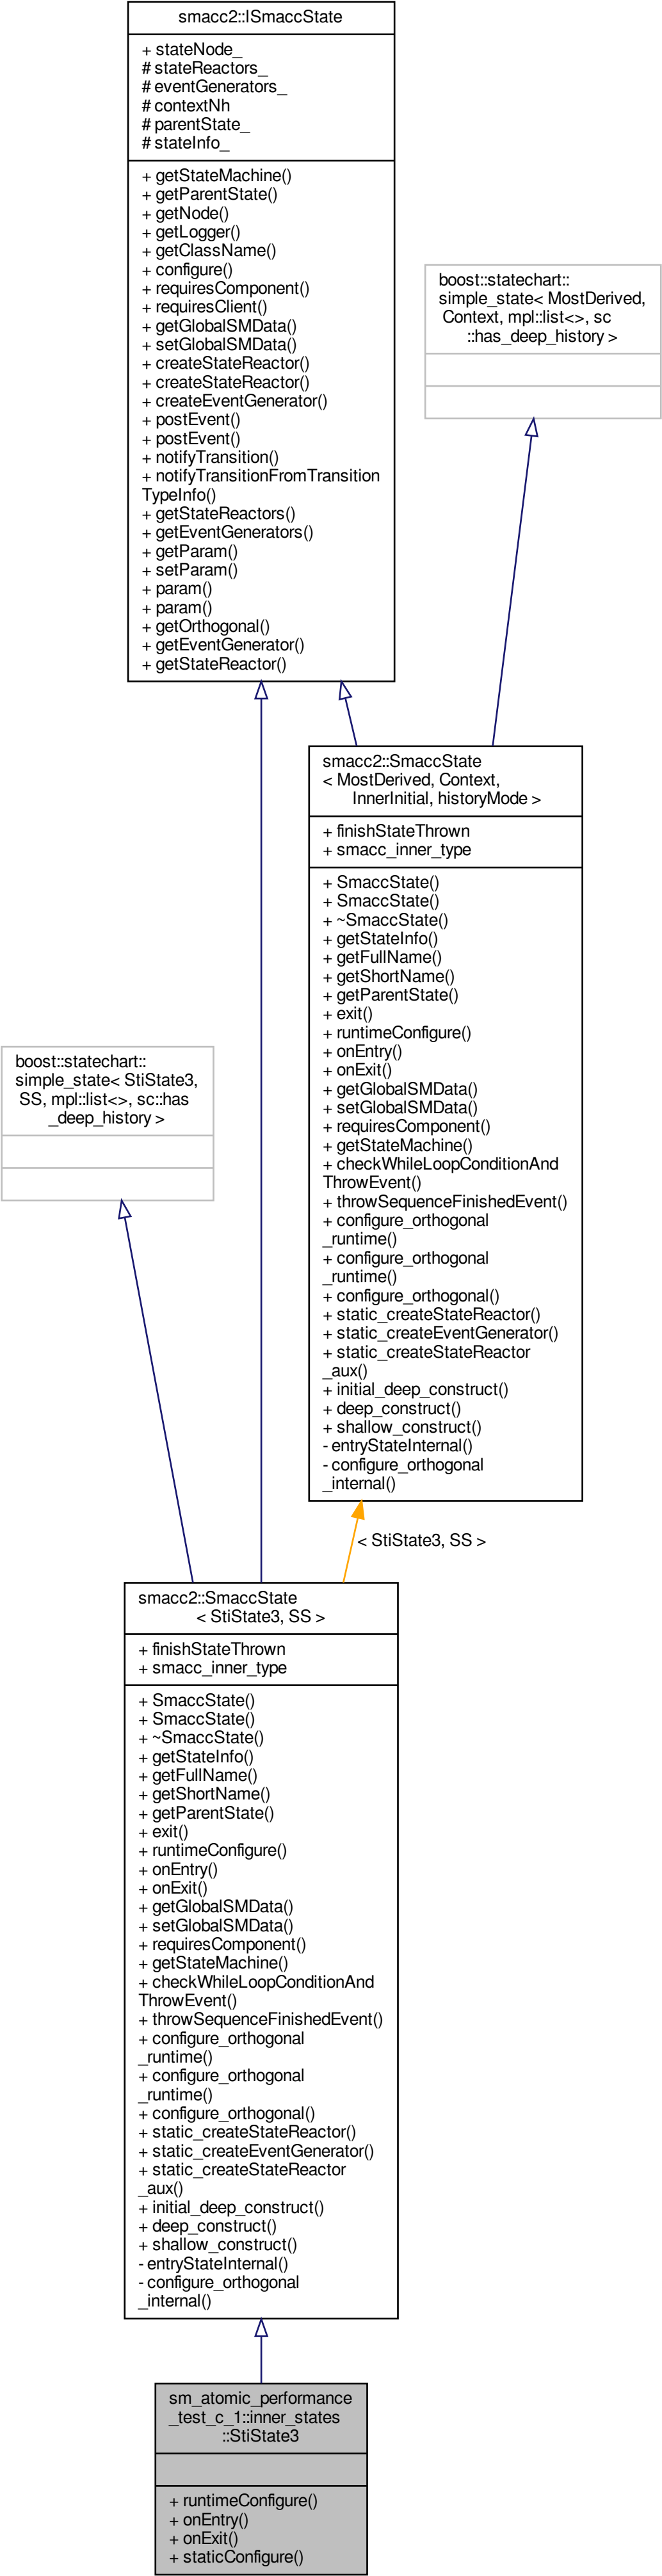 smacc2::ISmaccState
+ stateNode_
# stateReactors_
# eventGenerators_
# contextNh
# parentState_
# stateInfo_
+ getStateMachine()
+ getParentState()
+ getNode()
+ getLogger()
+ getClassName()
+ configure()
+ requiresComponent()
+ requiresClient()
+ getGlobalSMData()
+ setGlobalSMData()
+ createStateReactor()
+ createStateReactor()
+ createEventGenerator()
+ postEvent()
+ postEvent()
+ notifyTransition()
+ notifyTransitionFromTransition
TypeInfo()
+ getStateReactors()
+ getEventGenerators()
+ getParam()
+ setParam()
+ param()
+ param()
+ getOrthogonal()
+ getEventGenerator()
+ getStateReactor()
boost::statechart::
simple_state< MostDerived,
Context, mpl::list<>, sc
::has_deep_history >
smacc2::SmaccState
< MostDerived, Context,
InnerInitial, historyMode >
+ finishStateThrown
+ smacc_inner_type
+ SmaccState()
+ SmaccState()
+ ~SmaccState()
+ getStateInfo()
+ getFullName()
+ getShortName()
+ getParentState()
+ exit()
+ runtimeConfigure()
+ onEntry()
+ onExit()
+ getGlobalSMData()
+ setGlobalSMData()
+ requiresComponent()
+ getStateMachine()
+ checkWhileLoopConditionAnd
ThrowEvent()
+ throwSequenceFinishedEvent()
+ configure_orthogonal
_runtime()
+ configure_orthogonal
_runtime()
+ configure_orthogonal()
+ static_createStateReactor()
+ static_createEventGenerator()
+ static_createStateReactor
_aux()
+ initial_deep_construct()
+ deep_construct()
+ shallow_construct()
- entryStateInternal()
- configure_orthogonal
_internal()
boost::statechart::
simple_state< StiState3,
SS, mpl::list<>, sc::has
_deep_history >
< StiState3, SS >
smacc2::SmaccState
< StiState3, SS >
+ finishStateThrown
+ smacc_inner_type
+ SmaccState()
+ SmaccState()
+ ~SmaccState()
+ getStateInfo()
+ getFullName()
+ getShortName()
+ getParentState()
+ exit()
+ runtimeConfigure()
+ onEntry()
+ onExit()
+ getGlobalSMData()
+ setGlobalSMData()
+ requiresComponent()
+ getStateMachine()
+ checkWhileLoopConditionAnd
ThrowEvent()
+ throwSequenceFinishedEvent()
+ configure_orthogonal
_runtime()
+ configure_orthogonal
_runtime()
+ configure_orthogonal()
+ static_createStateReactor()
+ static_createEventGenerator()
+ static_createStateReactor
_aux()
+ initial_deep_construct()
+ deep_construct()
+ shallow_construct()
- entryStateInternal()
- configure_orthogonal
_internal()
sm_atomic_performance
_test_c_1::inner_states
::StiState3
+ runtimeConfigure()
+ onEntry()
+ onExit()
+ staticConfigure()